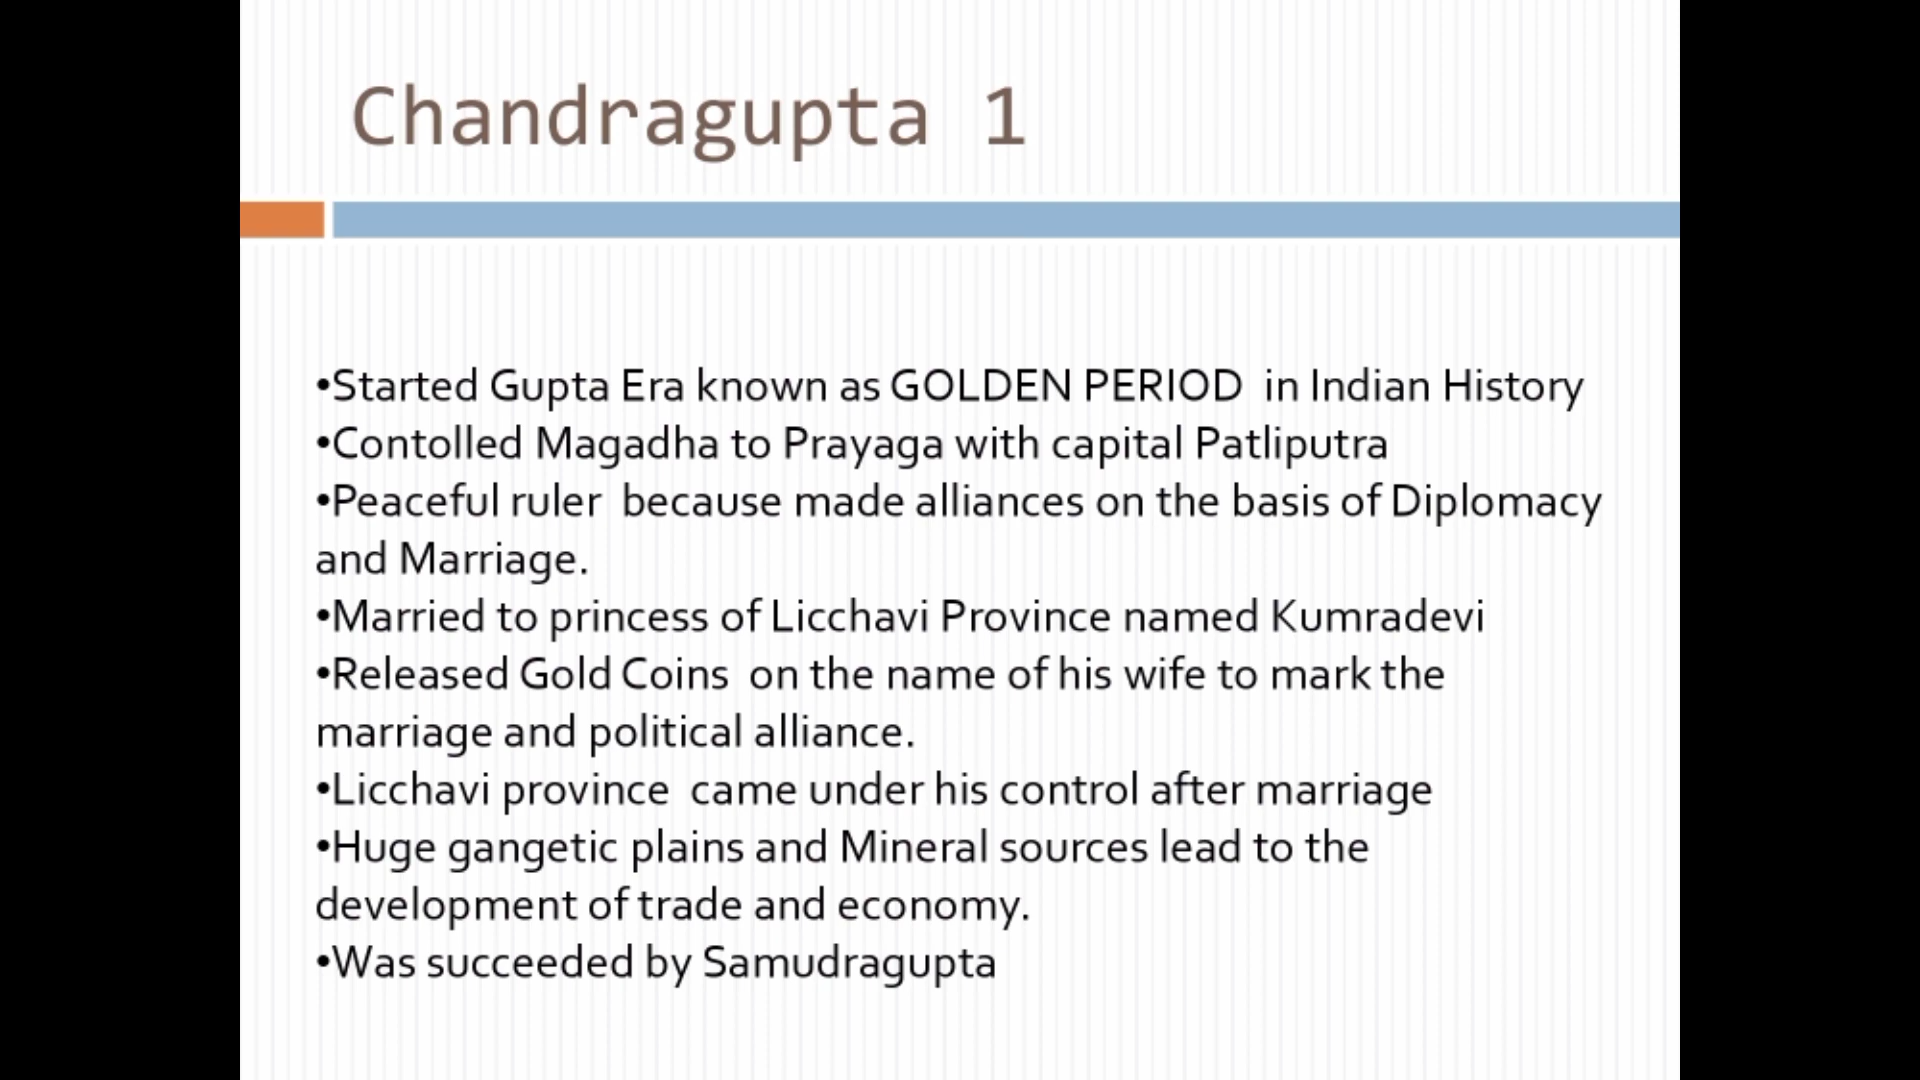 Chandragupta 1
•Started Gupta Era known as GOLDEN PERIOD in Indian History
•Contolled Magadha to Prayaga with capital Patliputra
•Peaceful ruler because made alliances on the basis of Diplomacy
and Marriage.
•Married to princess of Licchavi Province named Kumradevi
•Released Gold Coins on the name of his wife to mark the
marriage and political alliance.
•Licchavi province came under his control after marriage
•Huge gangetic plains and Mineral sources lead to the
development of trade and economy.
•Was succeeded by Samudragupta